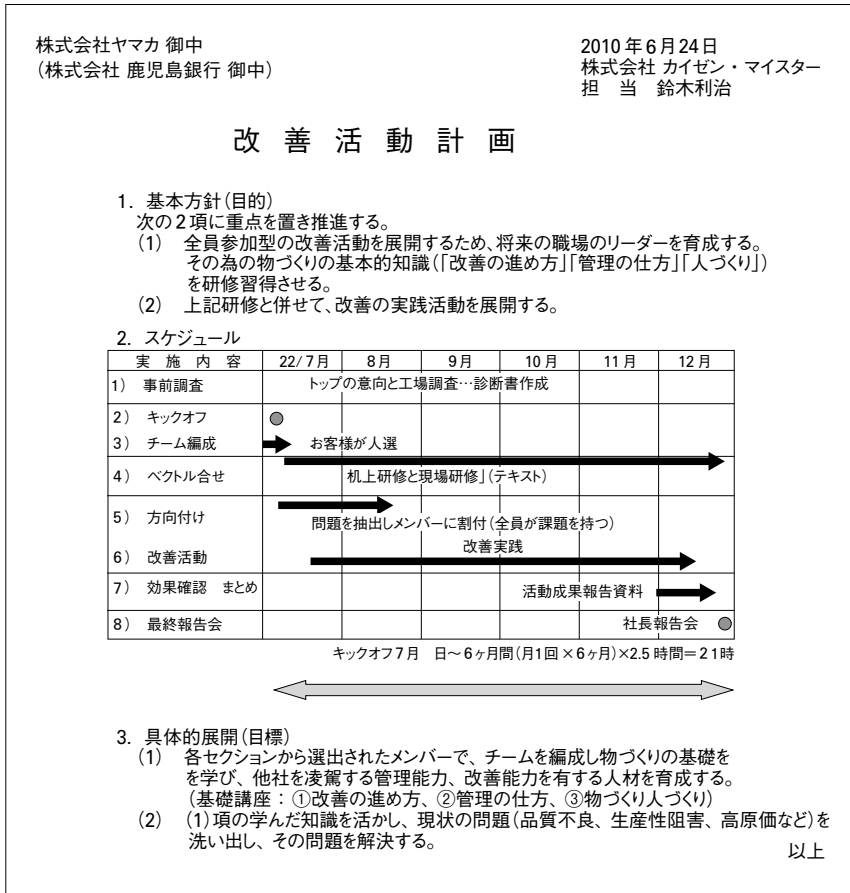 株式会社ヤマカ 御中
（株式会社 鹿児島銀行 御中）
2010年6月24日
株式会社 カイゼン・マイスター
担　当　鈴木利治
改 善 活 動 計 画
1. 基本方針（目的）
次の2項に重点を置き推進する。
（1） 全員参加型の改善活動を展開するため、将来の職場のリーダーを育成する。
その為の物づくりの基本的知識（「改善の進め方」「管理の仕方」「人づくり」）
を研修習得させる。
（2） 上記研修と併せて、改善の実践活動を展開する。
2. スケジュール
実 施 内 容 22/7月 8月 9月 10月 11月 12月
1） 事前調査 トップの意向と工場調査…診断書作成
2） キックオフ
3） チーム編成 お客様が人選
4） ベクトル合せ 机上研修と現場研修」（テキスト）
5） 方向付け
問題を抽出しメンバーに割付（全員が課題を持つ）
改善実践
6） 改善活動
7） 効果確認 まとめ 活動成果報告資料
8） 最終報告会 社長報告会
キックオフ7月　日～6ヶ月間（月1回×6ヶ月）×2.5時間＝21時
3. 具体的展開（目標）
（1） 各セクションから選出されたメンバーで、チームを編成し物づくりの基礎を
を学び、他社を凌駕する管理能力、改善能力を有する人材を育成する。
（基礎講座：①改善の進め方、②管理の仕方、③物づくり人づくり）
（2） （1）項の学んだ知識を活かし、現状の問題（品質不良、生産性阻害、高原価など）を
洗い出し、その問題を解決する。
以上